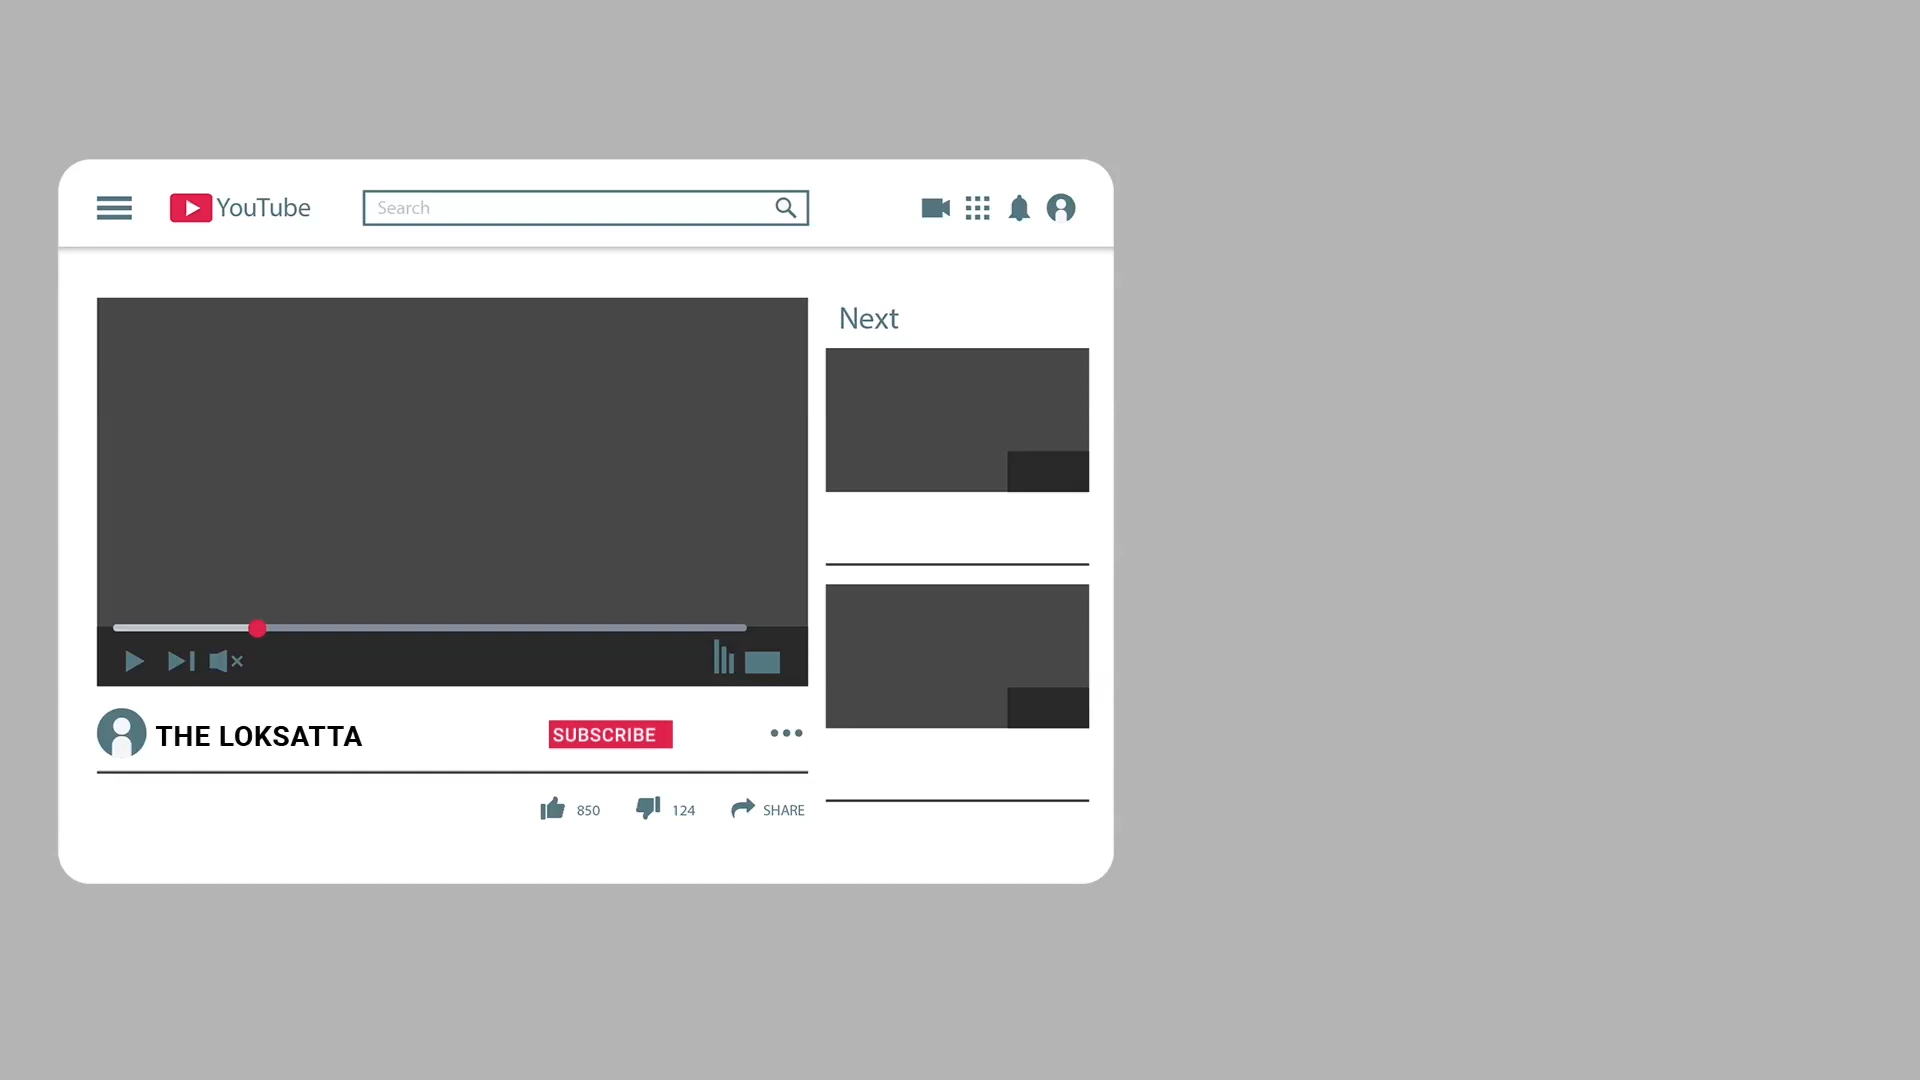 YouTube
Search
Next
THE LOKSATTA
SUBSCRIBE
850
124
SHARE